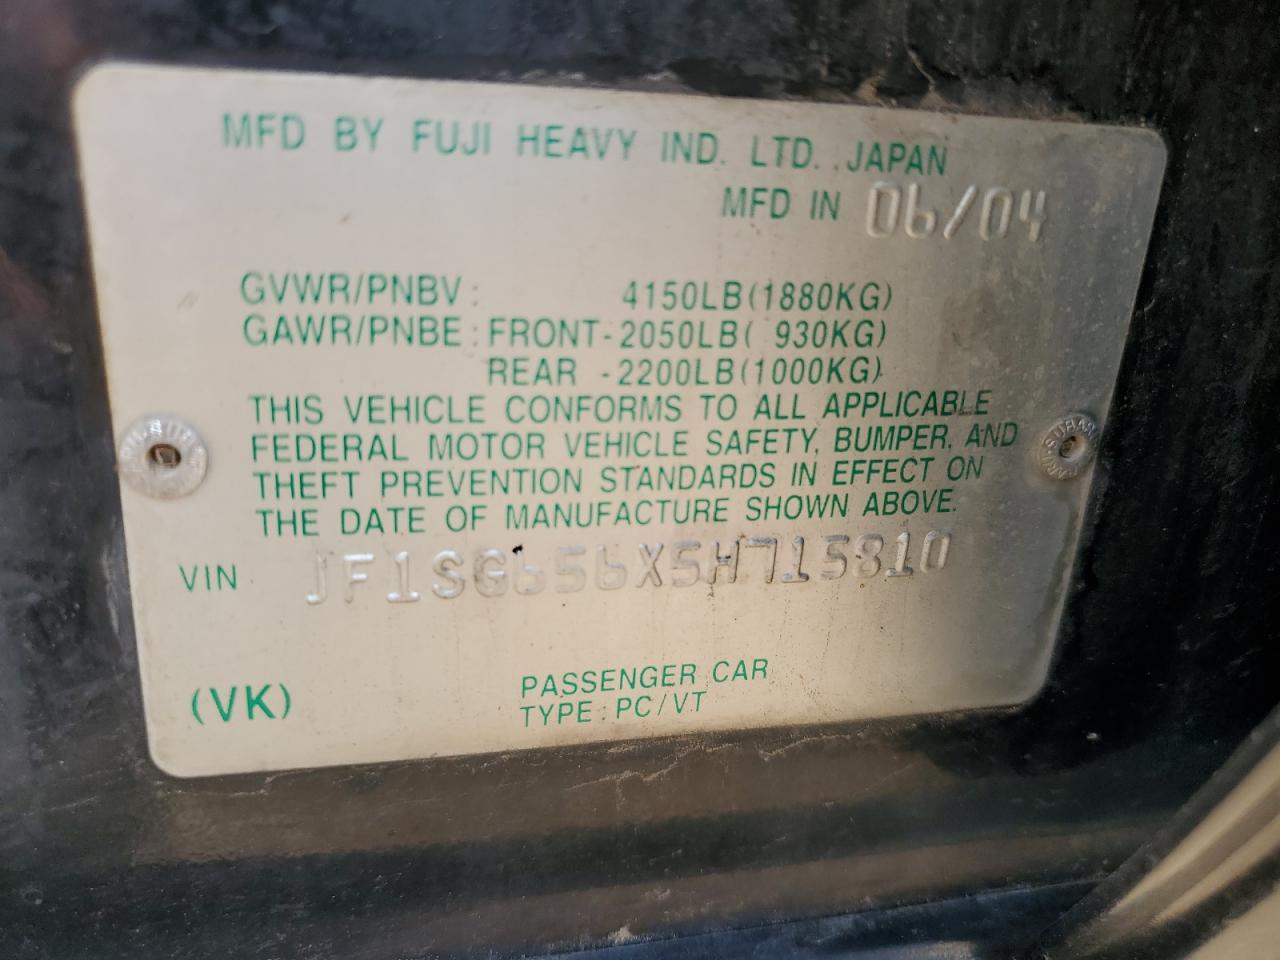 MFD BY FUJI HEAVY IND. LTD. JAPAN
MFD IN 06/04
GVWR/PNBV : 4150LB(1880KG)
GAWR/PNBE : FRONT-2050LB( 930KG)
REAR -2200LB(1000KG)
THIS VEHICLE CONFORMS TO ALL APPLICABLE
FEDERAL MOTOR VEHICLE SAFETY, BUMPER, AND
THEFT PREVENTION STANDARDS IN EFFECT ON
THE DATE OF MANUFACTURE SHOWN ABOVE.
VIN JF1SG656X5H715810
(VK) PASSENGER CAR
TYPE : PC/V.T